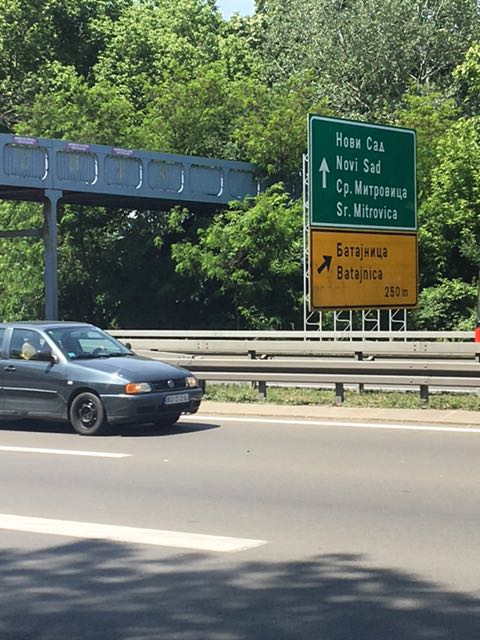 Нови Сад
Novi Sad
Ср. Митровица
Sr. Mitrovica
Батајница
Batajnica
250 m